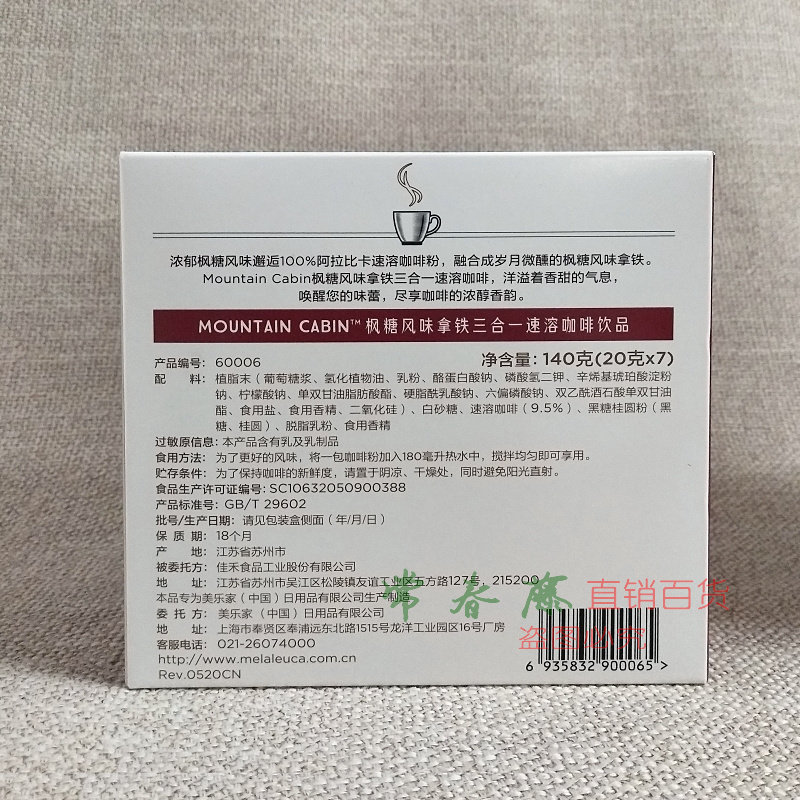 浓郁枫糖风味邂逅100%阿拉比卡速溶咖啡粉，融合成岁月微醺的枫糖风味拿铁。
Mountain Cabin枫糖风味拿铁三合一速溶咖啡，洋溢着香甜的气息，
唤醒您的味蕾，尽享咖啡的浓醇香韵。
MOUNTAIN CABIN™ 枫糖风味拿铁三合一速溶咖啡饮品
产品编号： 60006 净含量：140克(20克x7)
配 料： 植脂末（葡萄糖浆、氢化植物油、乳粉、酪蛋白酸钠、磷酸氢二钾、辛烯基琥珀酸淀粉
钠、柠檬酸钠、单双甘油脂肪酸酯、硬脂酰乳酸钠、六偏磷酸钠、双乙酰酒石酸单双甘油
酯、食用盐、食用香精、二氧化硅）、白砂糖、速溶咖啡（9.5%）、黑糖桂圆粉（黑
糖、桂圆）、脱脂乳粉、食用香精
过敏原信息：本产品含有乳及乳制品
食用方法： 为了更好的风味，将一包咖啡粉加入180毫升热水中，搅拌均匀即可享用。
贮存条件： 为了保持咖啡的新鲜度，请置于阴凉、干燥处，同时避免阳光直射。
食品生产许可证编号：SC10632050900388
产品标准号：GB/T 29602
批号/生产日期：请见包装盒侧面（年/月/日）
保 质 期：18个月
产 地：江苏省苏州市
被委托方：佳禾食品工业股份有限公司
地 址：江苏省苏州市吴江区松陵镇友谊工业区五方路127号，215200
本品专为美乐家（中国）日用品有限公司生产制造
委 托 方：美乐家（中国）日用品有限公司
地 址：上海市奉贤区奉浦远东北路1515号龙洋工业园区16号厂房
客服电话：021-26074000
http://www.melaleuca.com.cn
Rev.0520CN
6 935832 900065 >
常春藤 直销百货
盗图必究